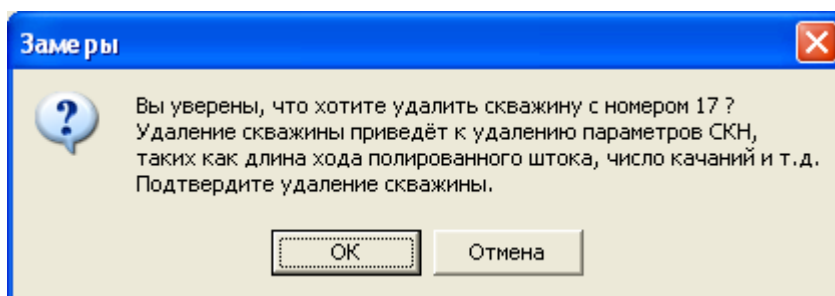 Замеры
Вы уверены, что хотите удалить скважину с номером 17 ?
Удаление скважины приведёт к удалению параметров СКН,
таких как длина хода полированного штока, число качаний и т.д.
Подтвердите удаление скважины.
ОК
Отмена